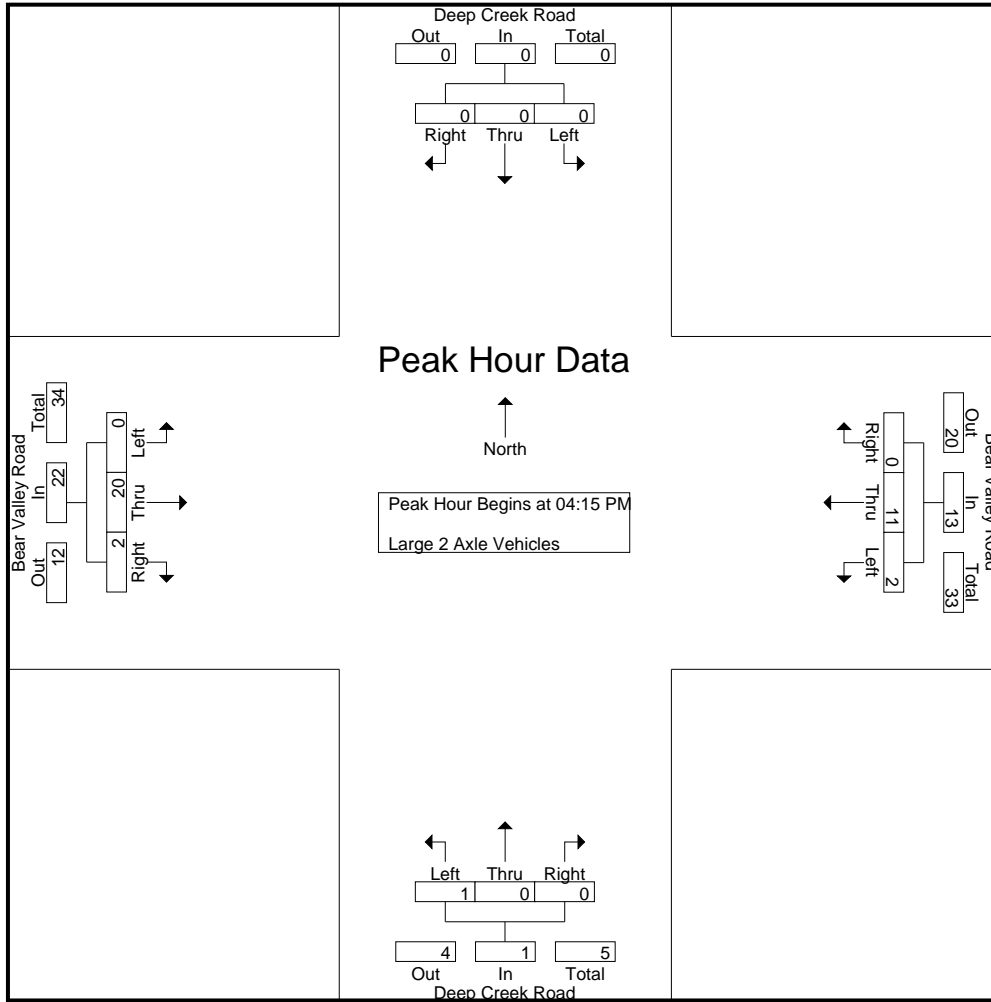 Deep Creek Road
Out In Total
0 0 0
0 0 0
Right Thru Left
Peak Hour Data
North
Peak Hour Begins at 04:15 PM
Large 2 Axle Vehicles
Bear Valley Road
Total In Out
34 22 12
0 20 2
Left Thru Right
Bear Valley Road
Out In Total
20 13 33
0 11 2
Right Thru Left
Left Thru Right
1 0 0
4 1 5
Out In Total
Deep Creek Road